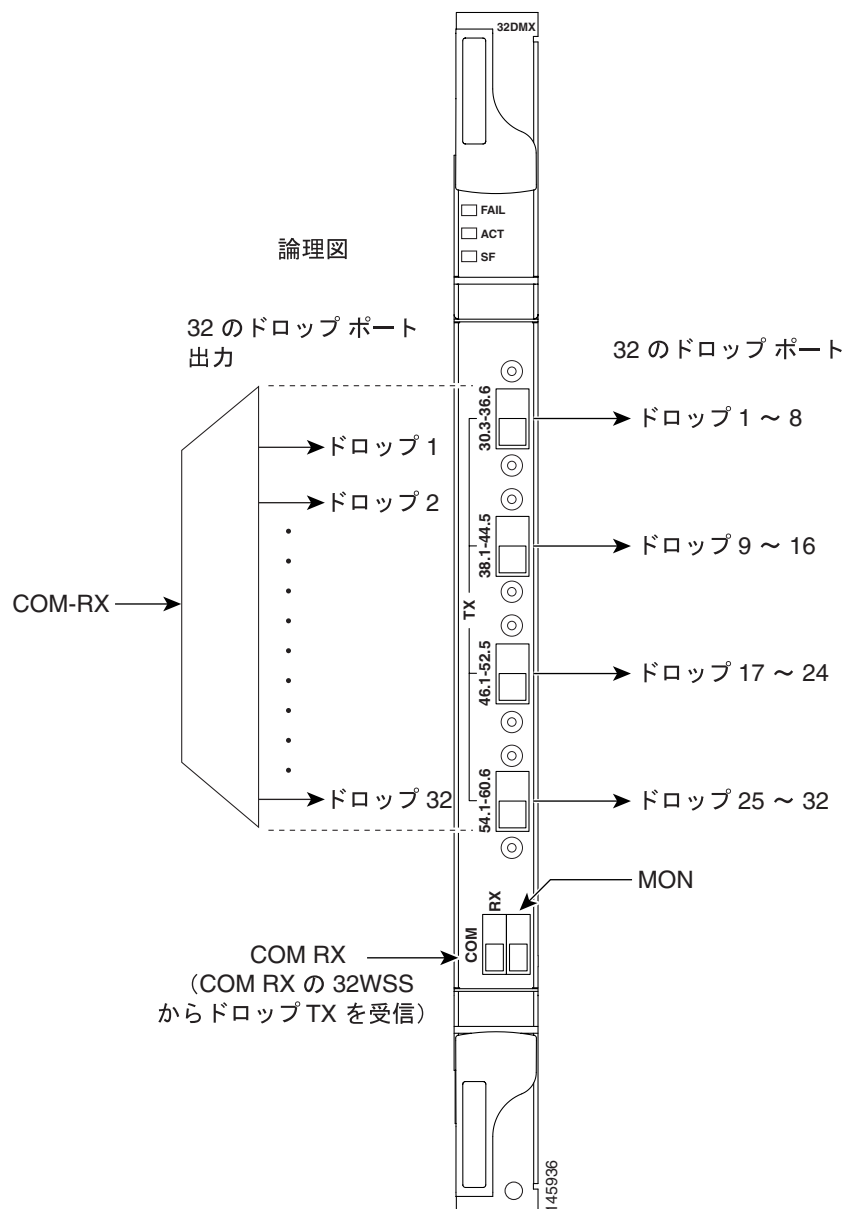 32DMX
FAIL
ACT
SF
論理図
32 のドロップ ポート
出力
32 のドロップ ポート
30.3-36.6
ドロップ 1 ～ 8
ドロップ 1
ドロップ 2
38.1-44.5
ドロップ 9 ～ 16
COM-RX
TX
46.1-52.5
ドロップ 17 ～ 24
ドロップ 32
54.1-60.6
ドロップ 25 ～ 32
MON
RX
COM
COM RX
（COM RX の 32WSS
からドロップ TX を受信）
145936